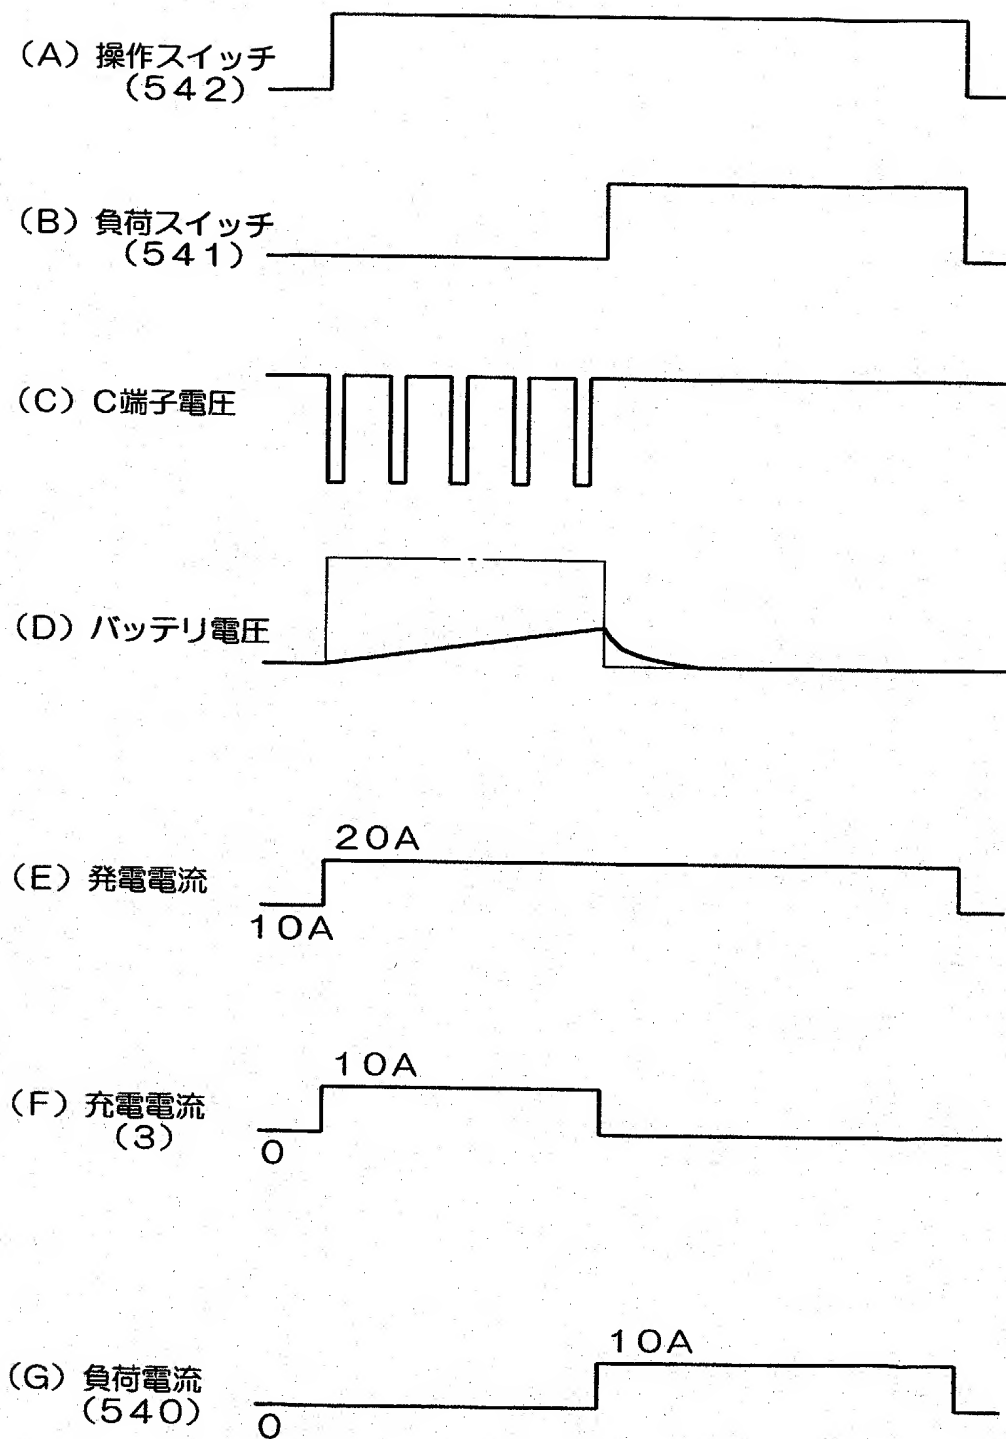 (A) 操作スイッチ
(542)
(B) 負荷スイッチ
(541)
(C) C端子電圧
(D) バッテリ電圧
20A
(E) 発電電流
10A
10A
(F) 充電電流
(3)
0
10A
(G) 負荷電流
(540)
0